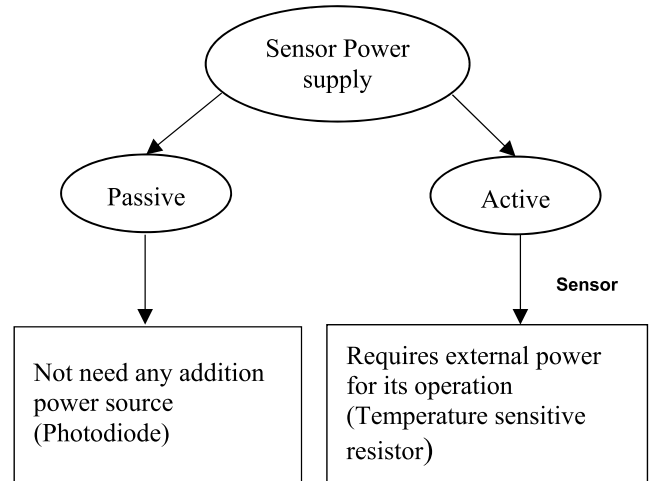 Sensor Power
supply
Passive
Active
Sensor
Not need any addition
power source
(Photodiode)
Requires external power
for its operation
(Temperature sensitive
resistor)